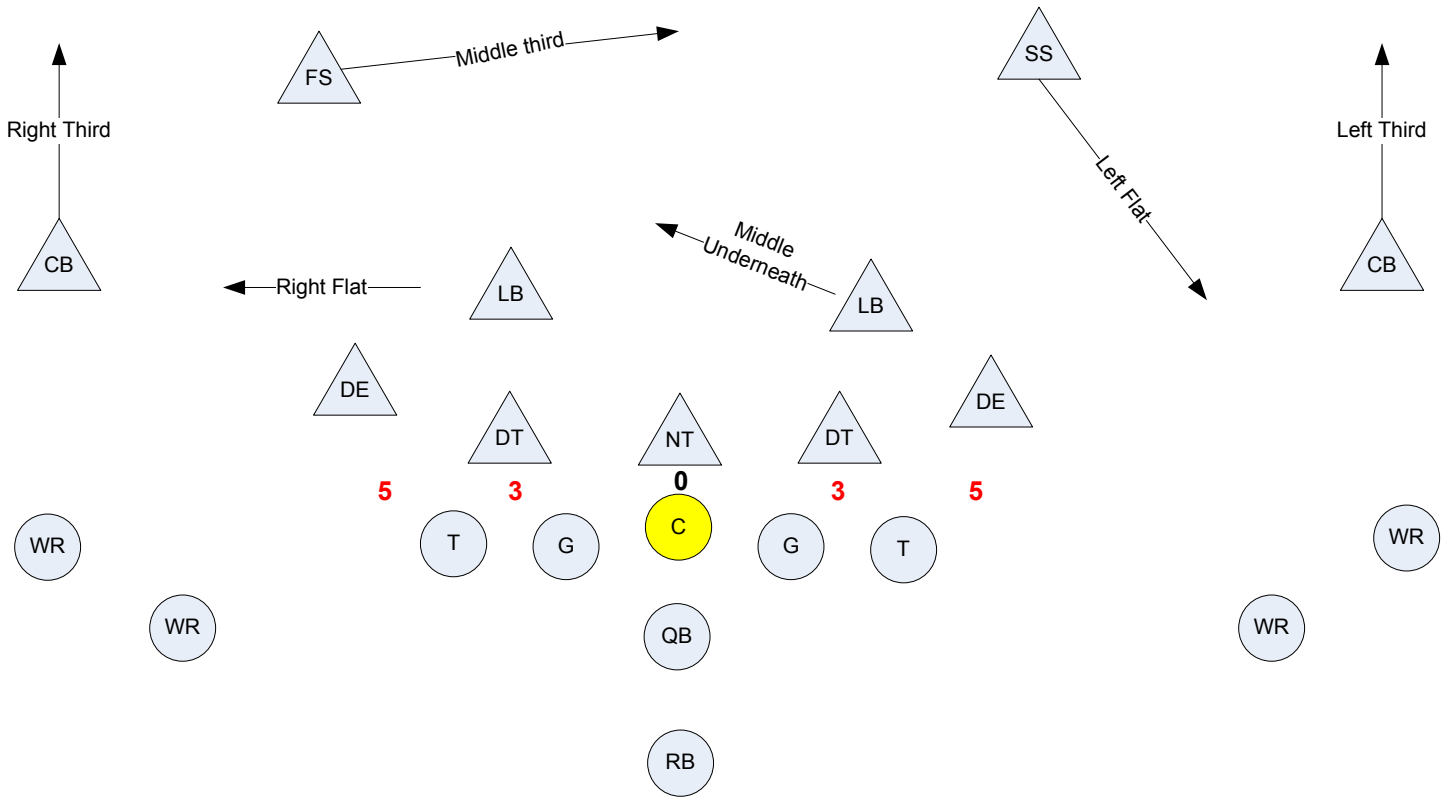 SS
Middle third
FS
Right Third
Left Third
Left Flat
Middle
Underneath
CB
CB
Right Flat
LB
LB
DE
DE
DT
NT
DT
5
3
0
3
5
C
WR
T
G
G
T
WR
WR
QB
WR
RB